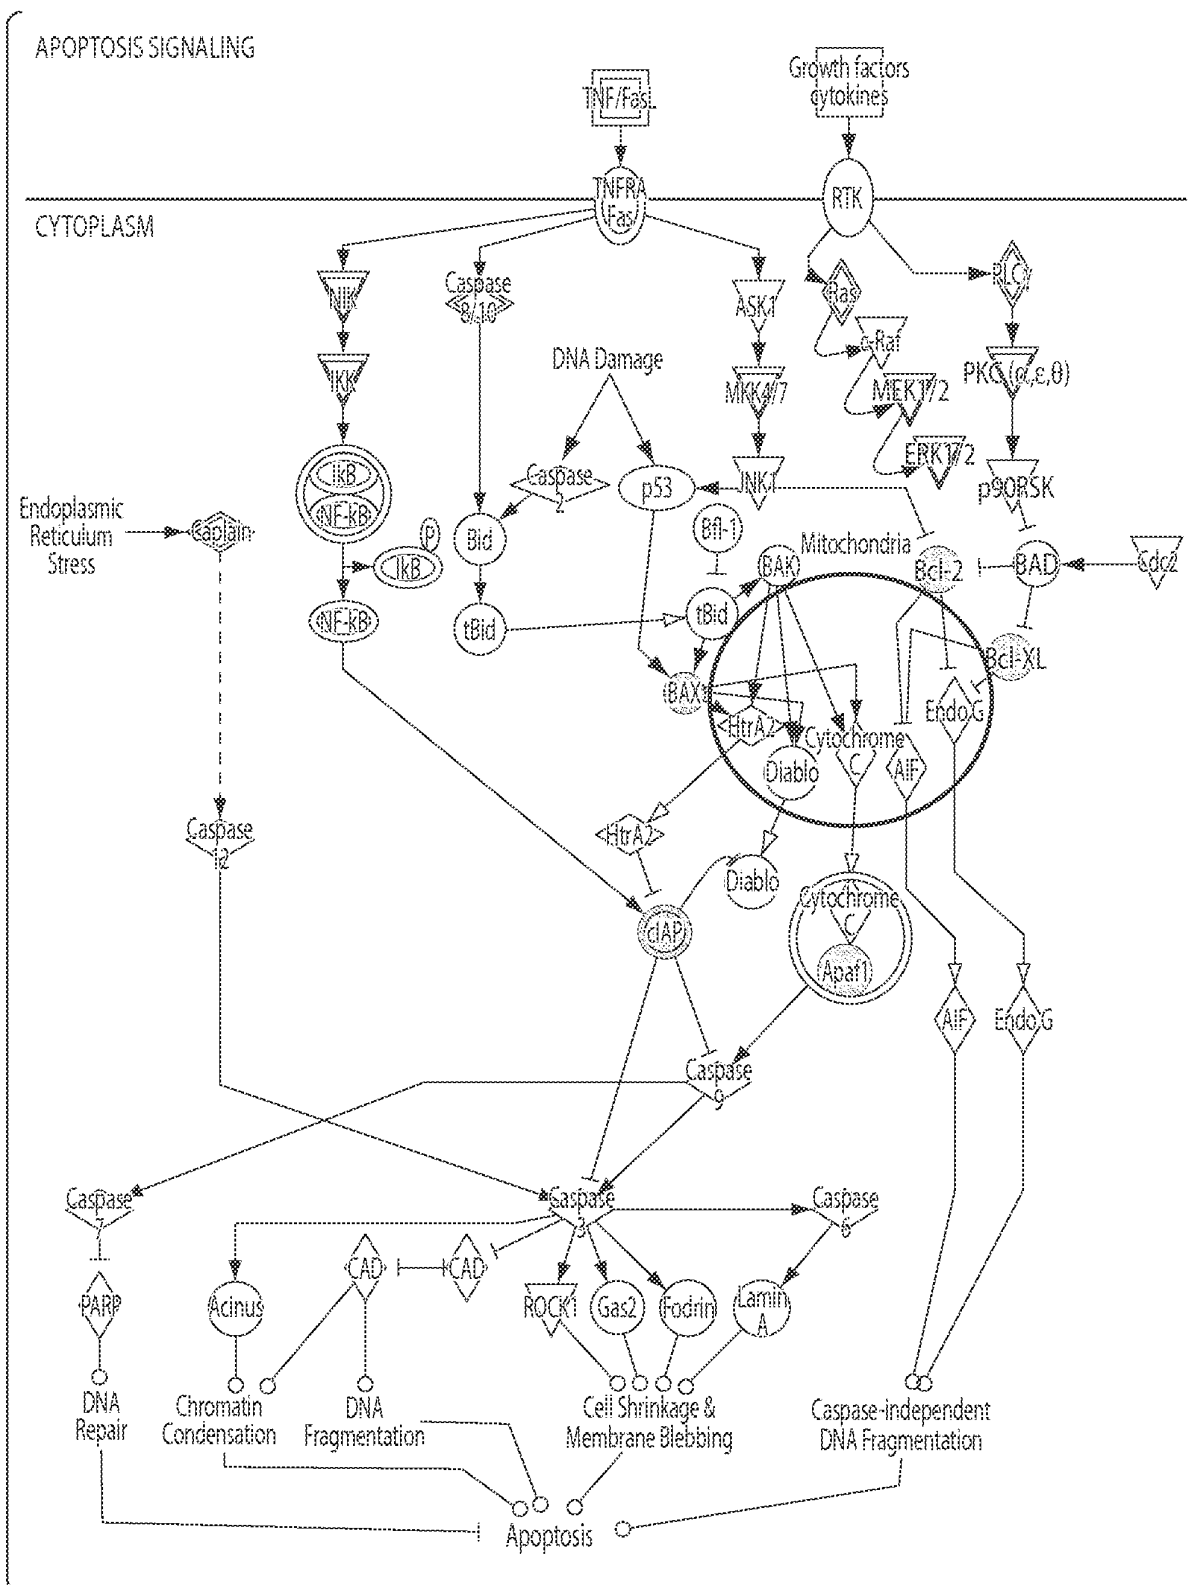 APOPTOSIS SIGNALING
TNF/FasL
Growth factors
cytokines
TNFRA
Fas
RTK
CYTOPLASM
NIK
Caspase
8/10
ASK1
Ras
PLCγ
c-Raf
IKK
DNA Damage
MKK4/7
MEK1/2
PKC (α,ε,θ)
ERK1/2
IkB
NF-kB
Caspase
2
p53
JNK1
p90RSK
Endoplasmic
Reticulum
Stress
Caplain
P
IkB
Bid
Bfl-1
BAK
Mitochondria
Bcl-2
BAD
Cdc2
NF-kB
tBid
tBid
BAX
Bcl-XL
HtrA2
Endo G
Cytochrome
C
Diablo
AIF
Caspase
12
HtrA2
Diablo
Cytochrome
C
cIAP
Apaf1
AIF
Endo G
Caspase
9
Caspase
7
Caspase
3
Caspase
6
CAD
CAD
PARP
Acinus
ROCK1
Gas2
Fodrin
Lamin
A
DNA
Repair
Chromatin
Condensation
DNA
Fragmentation
Cell Shrinkage &
Membrane Blebbing
Caspase-independent
DNA Fragmentation
Apoptosis